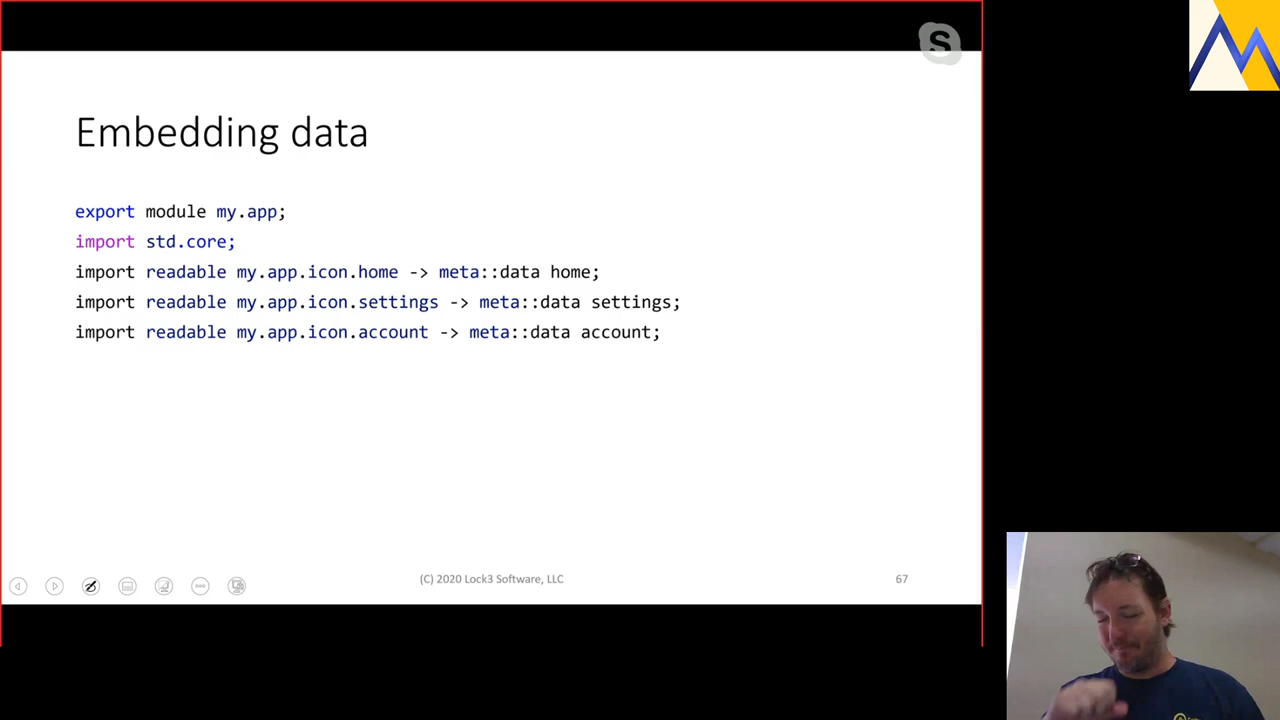 S
Embedding data
export module my.app;
import std.core;
import readable my.app.icon.home -> meta::data home;
import readable my.app.icon.settings -> meta::data settings;
import readable my.app.icon.account -> meta::data account;
(C) 2020 Lock3 Software, LLC
67